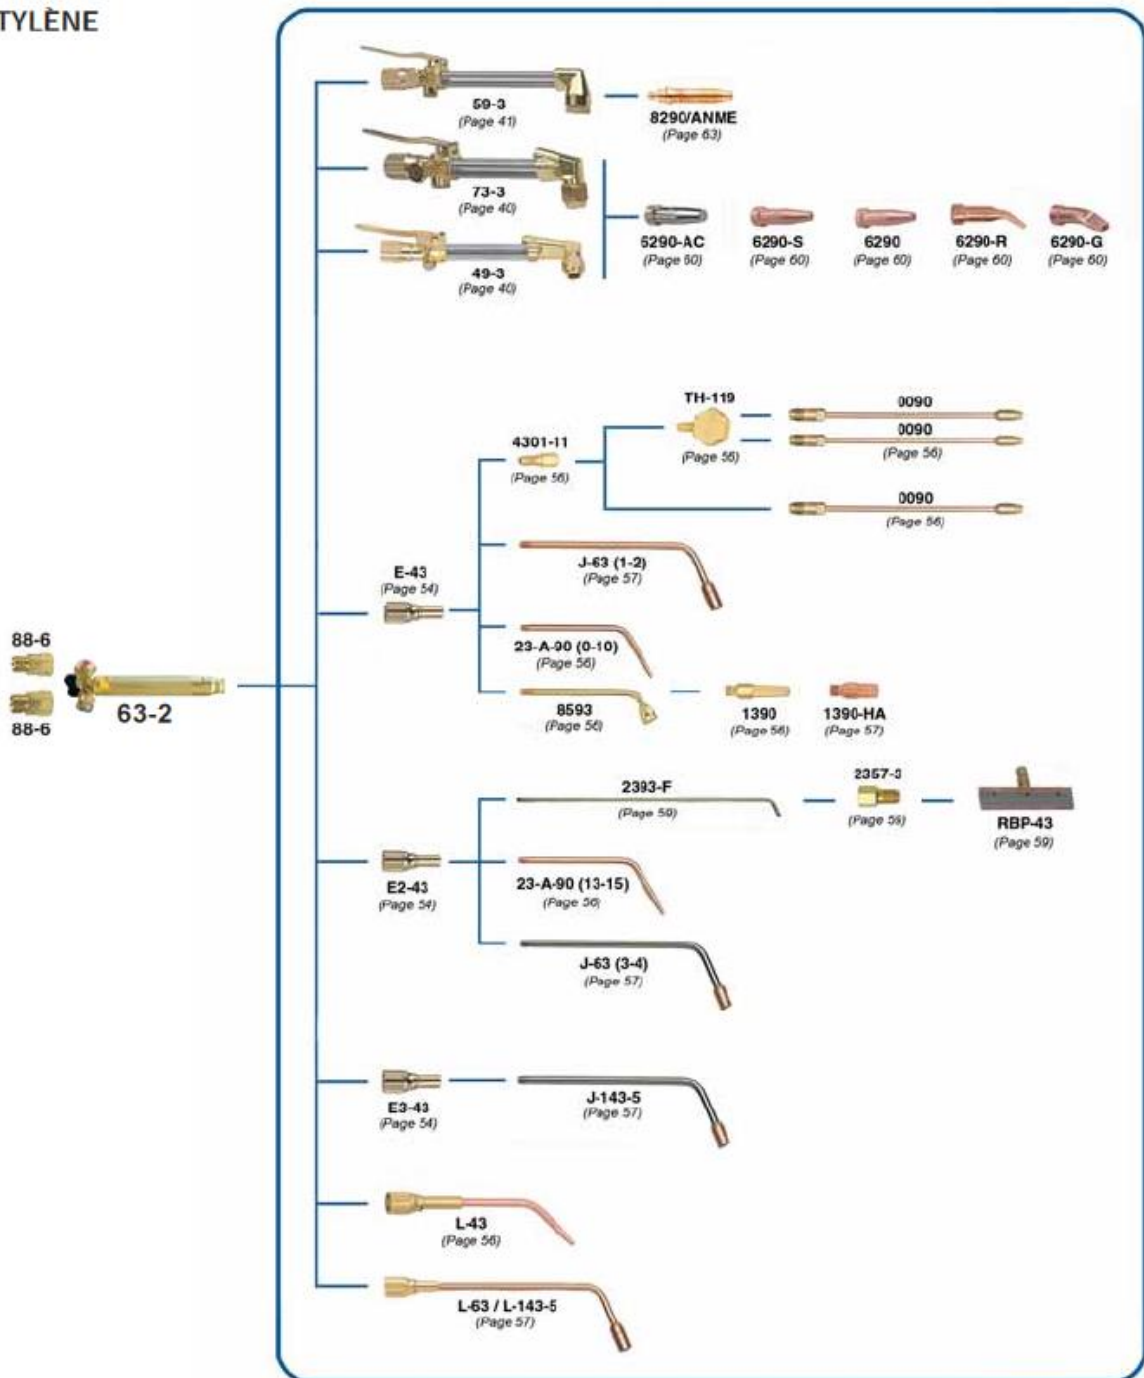 TYLÈNE
59-3
(Page 41)
8290/ANME
(Page 63)
73-3
(Page 40)
6290-AC
(Page 60)
6290-S
(Page 60)
6290
(Page 60)
6290-R
(Page 60)
6290-G
(Page 60)
49-3
(Page 40)
TH-119
(Page 56)
0090
0090
(Page 56)
4301-11
(Page 56)
0090
(Page 56)
E-43
(Page 54)
J-63 (1-2)
(Page 57)
23-A-90 (0-10)
(Page 56)
8593
(Page 56)
1390
(Page 56)
1390-HA
(Page 57)
88-6
63-2
88-6
2393-F
(Page 59)
2357-3
(Page 59)
RBP-43
(Page 59)
E2-43
(Page 54)
23-A-90 (13-15)
(Page 56)
J-63 (3-4)
(Page 57)
E3-43
(Page 54)
J-143-5
(Page 57)
L-43
(Page 56)
L-63 / L-143-5
(Page 57)